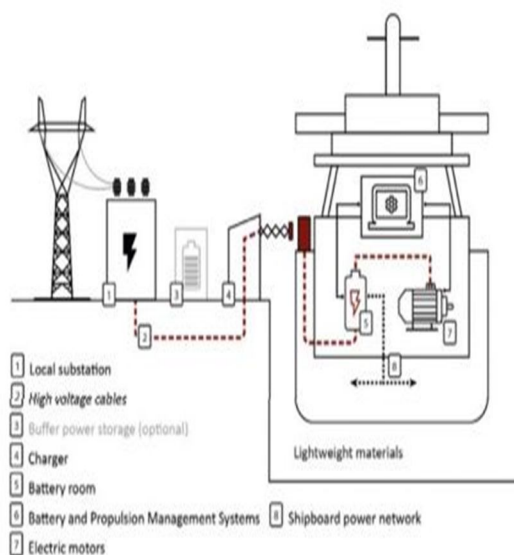 6
1
3
4
5
7
2
8
1 Local substation
2 High voltage cables
3 Buffer power storage (optional)
4 Charger
5 Battery room
6 Battery and Propulsion Management Systems 8 Shipboard power network
7 Electric motors
Lightweight materials